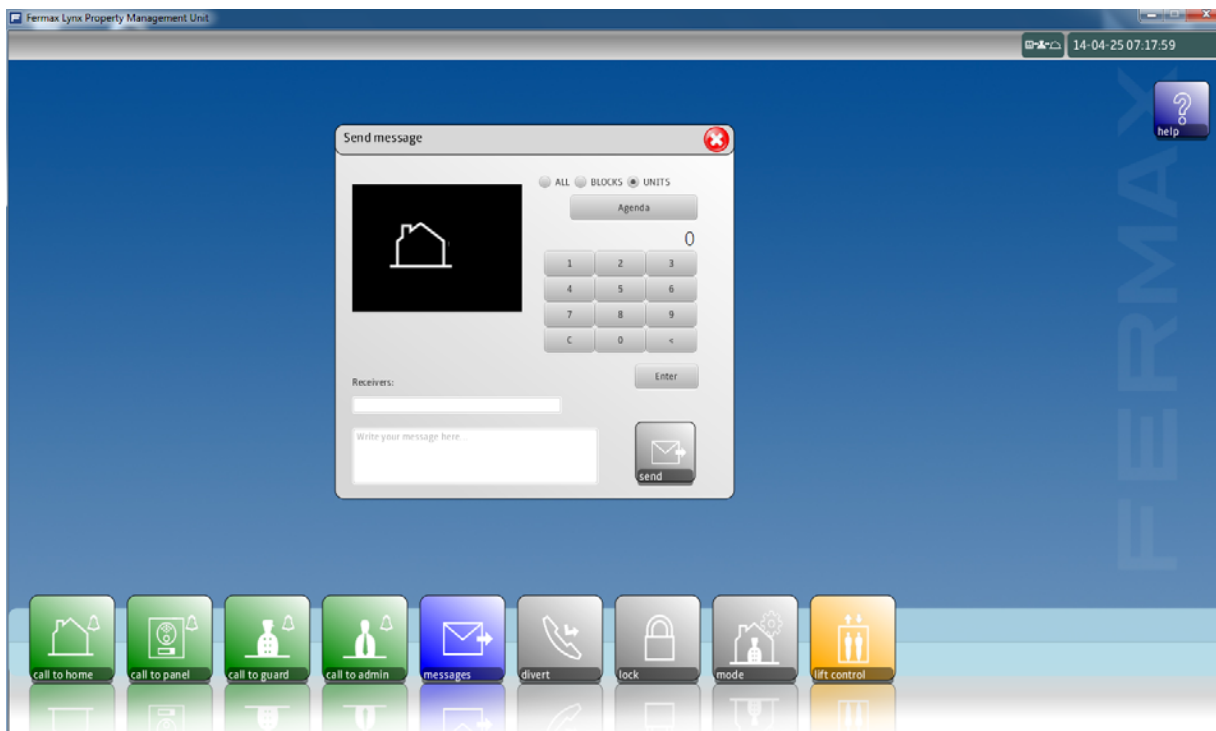 Fermax Lynx Property Management Unit
14-04-25 07:17:59
help
FERMAX
Send message
ALL BLOCKS UNITS
Agenda
0
1 2 3
4 5 6
7 8 9
C 0 <
Enter
Receivers:
Write your message here...
send
call to home call to panel call to guard call to admin messages divert lock mode lift control